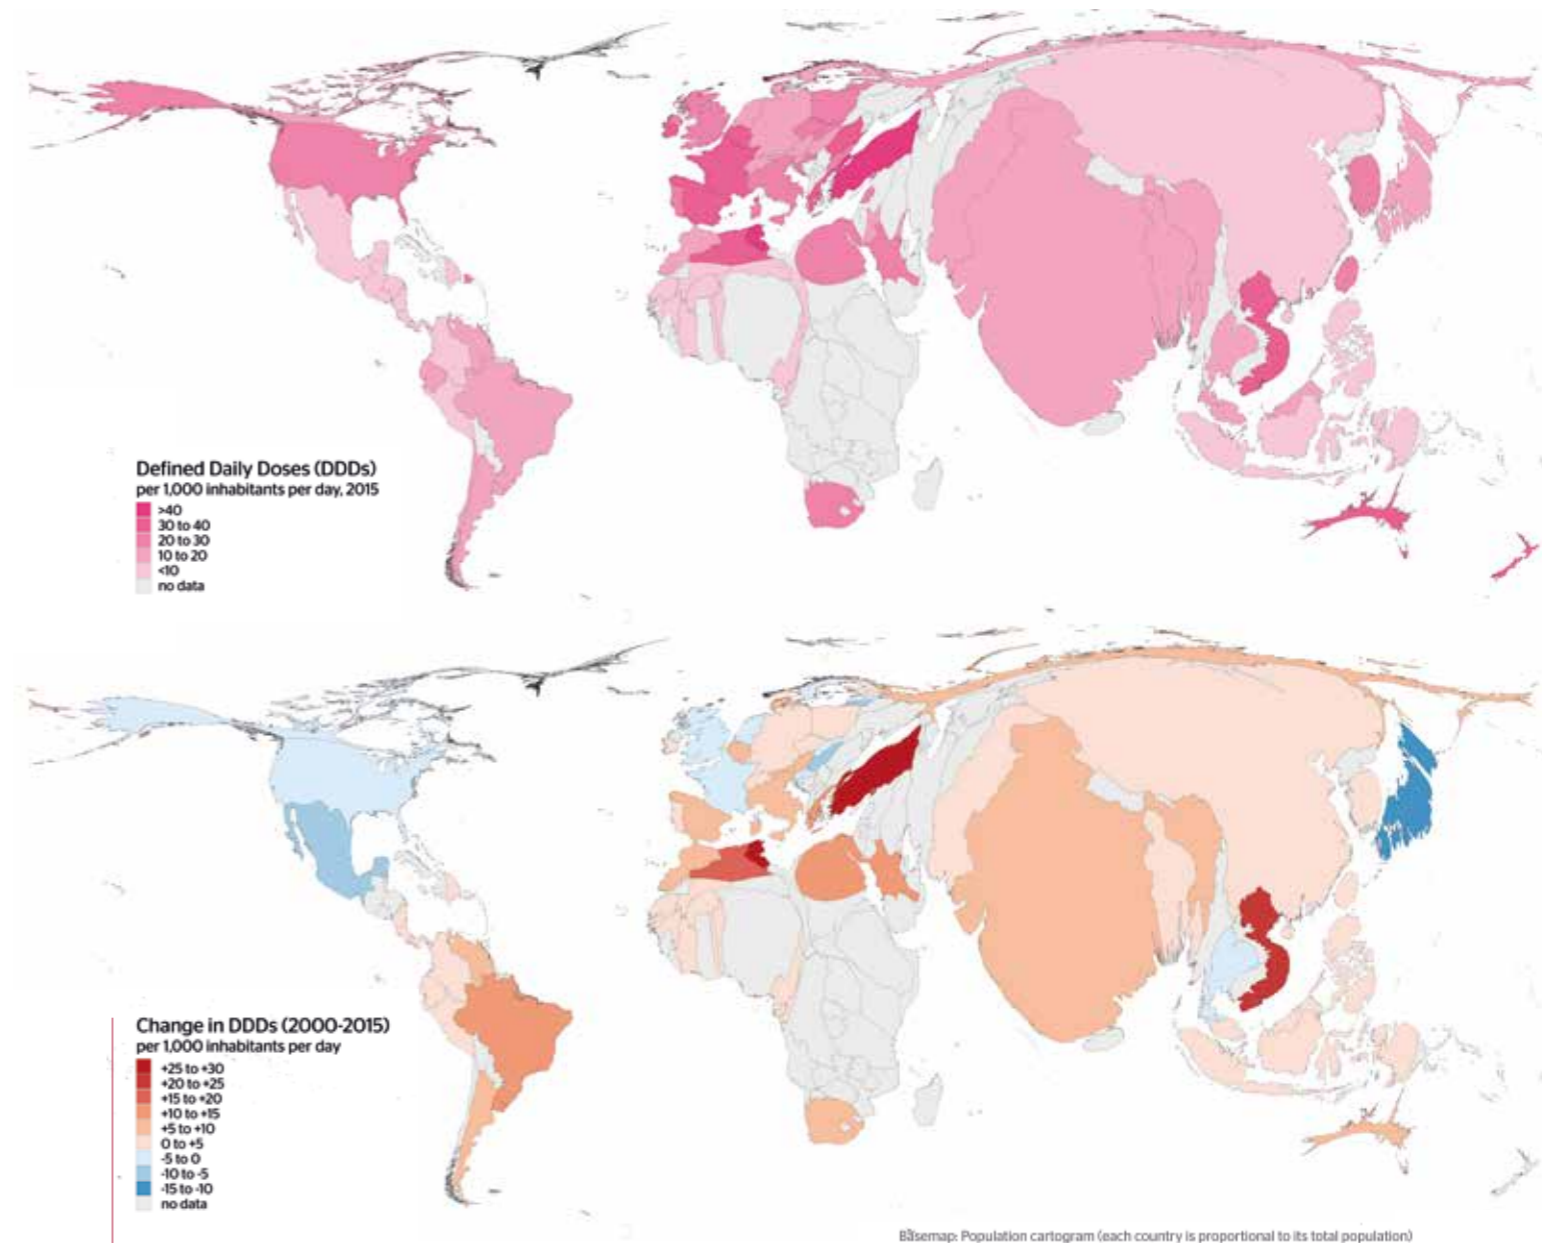 Defined Daily Doses (DDDs)
per 1,000 inhabitants per day, 2015
>40
30 to 40
20 to 30
10 to 20
<10
no data
Change in DDDs (2000-2015)
per 1,000 inhabitants per day
+25 to +30
+20 to +25
+15 to +20
+10 to +15
+5 to +10
0 to +5
-5 to 0
-10 to -5
-15 to -10
no data
Basemap: Population cartogram (each country is proportional to its total population)